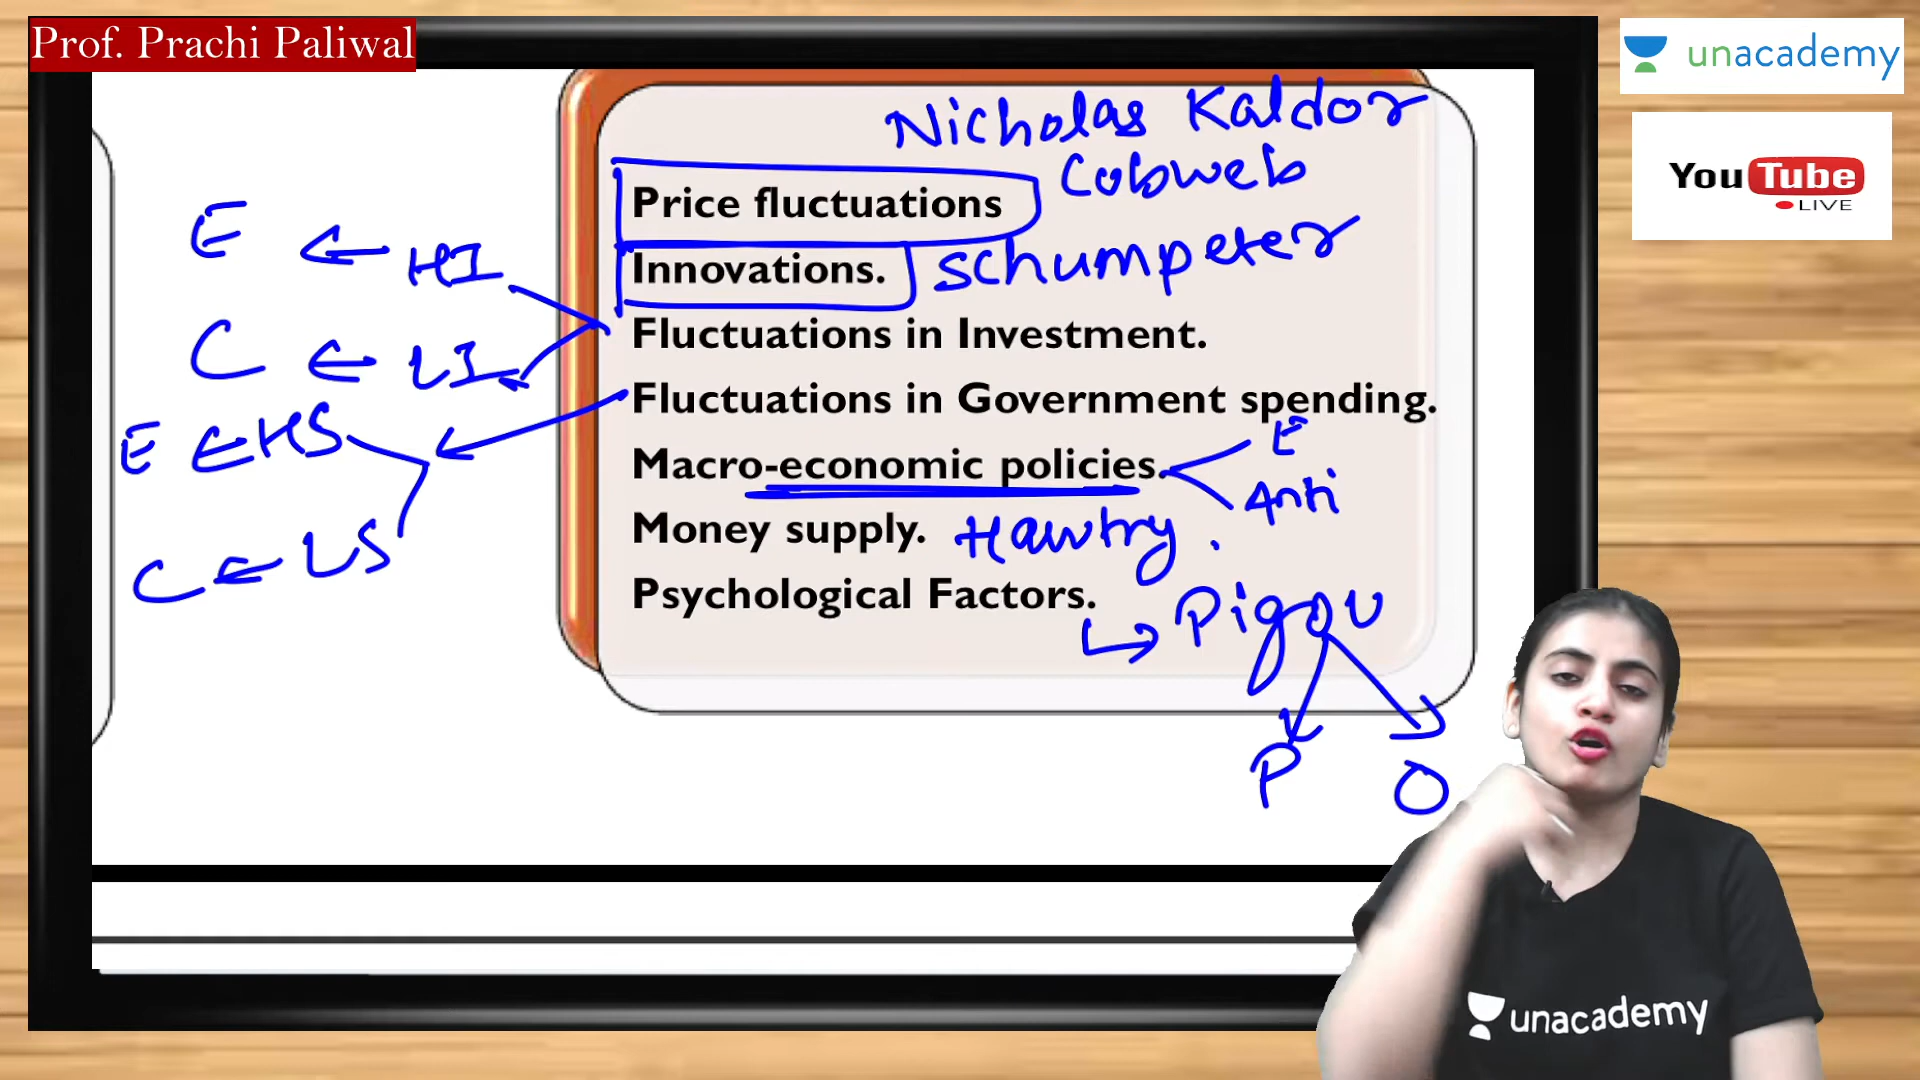 Prof. Prachi Paliwal
unacademy
YouTube
LIVE
Nicholas Kaldor
Cobweb
Price fluctuations
Innovations.
Schumpeter
Fluctuations in Investment.
Fluctuations in Government spending.
Macro-economic policies.
E
Anti
Money supply.
Hawtry.
Psychological Factors.
Pigou
P
O
E ← HI
C ← LI
E ← HS
C ← LS
unacademy